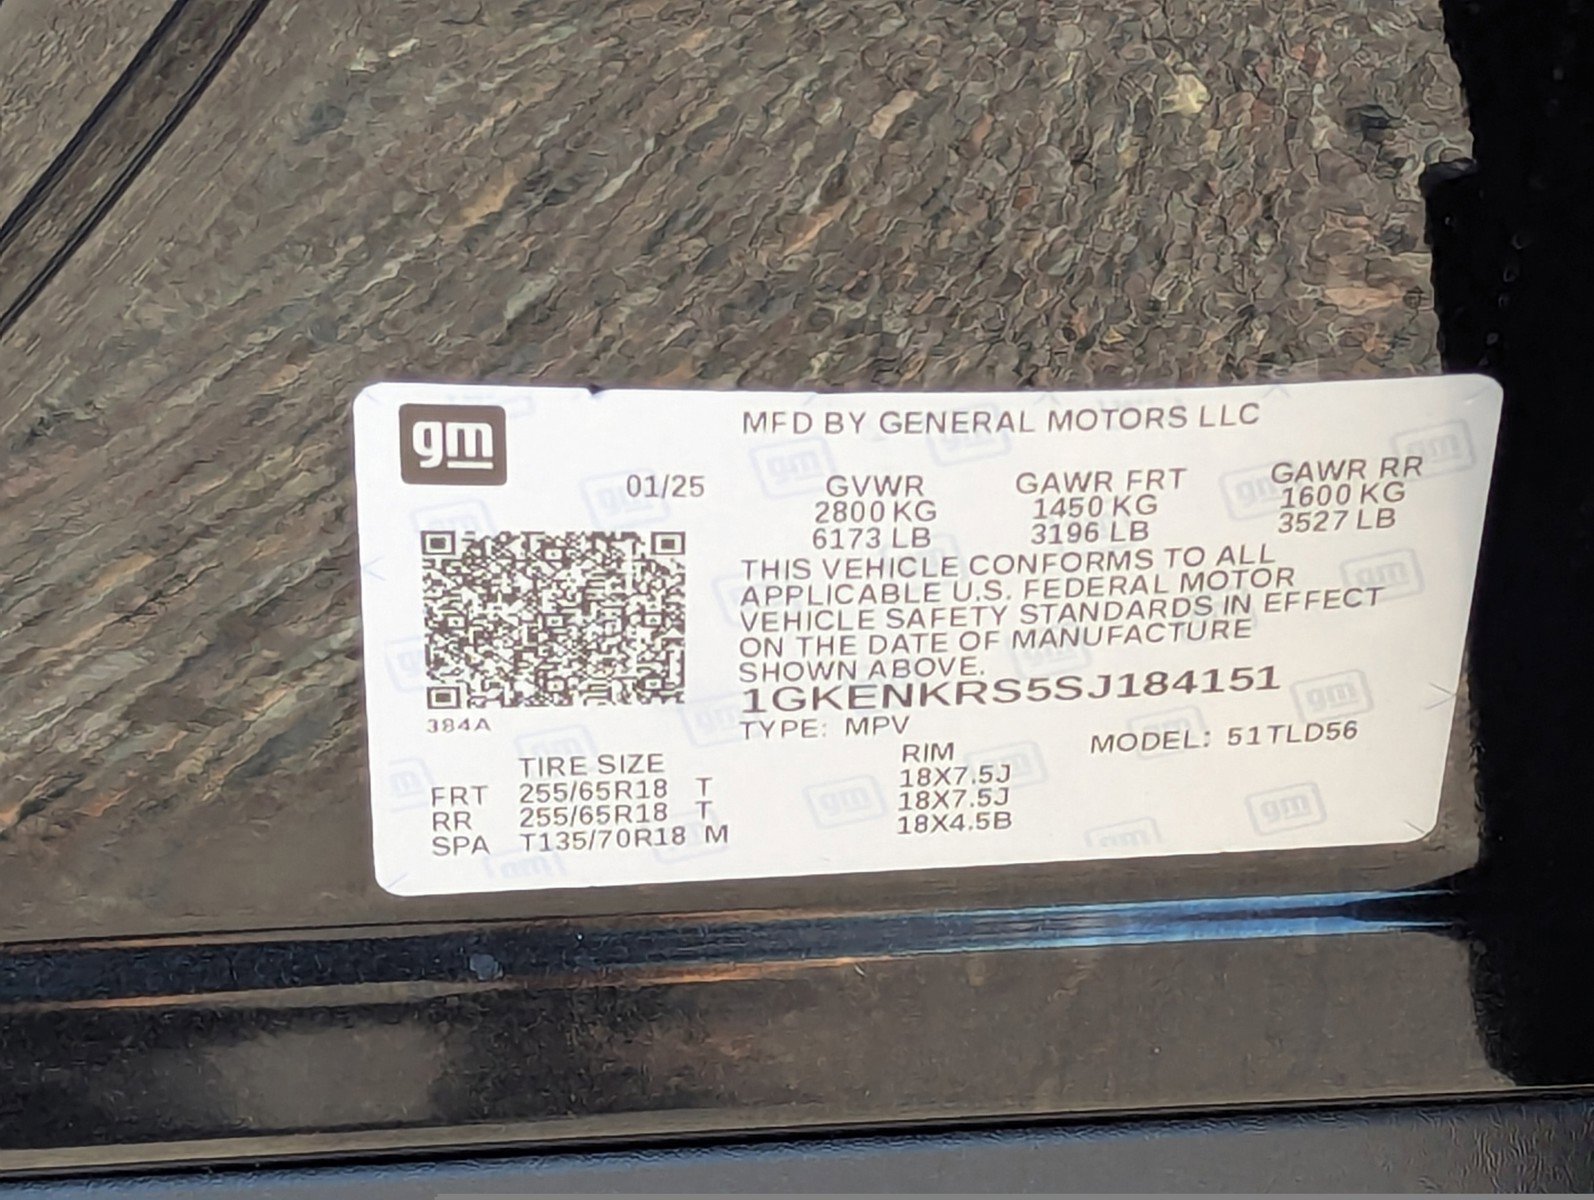 gm
MFD BY GENERAL MOTORS LLC
01/25 GVWR GAWR FRT GAWR RR
2800 KG 1450 KG 1600 KG
6173 LB 3196 LB 3527 LB
THIS VEHICLE CONFORMS TO ALL
APPLICABLE U.S. FEDERAL MOTOR
VEHICLE SAFETY STANDARDS IN EFFECT
ON THE DATE OF MANUFACTURE
SHOWN ABOVE.
1GKENKRS5SJ184151
384A
TYPE: MPV MODEL: 51TLD56
TIRE SIZE RIM
FRT 255/65R18 T 18X7.5J
RR 255/65R18 T 18X7.5J
SPA T135/70R18 M 18X4.5B